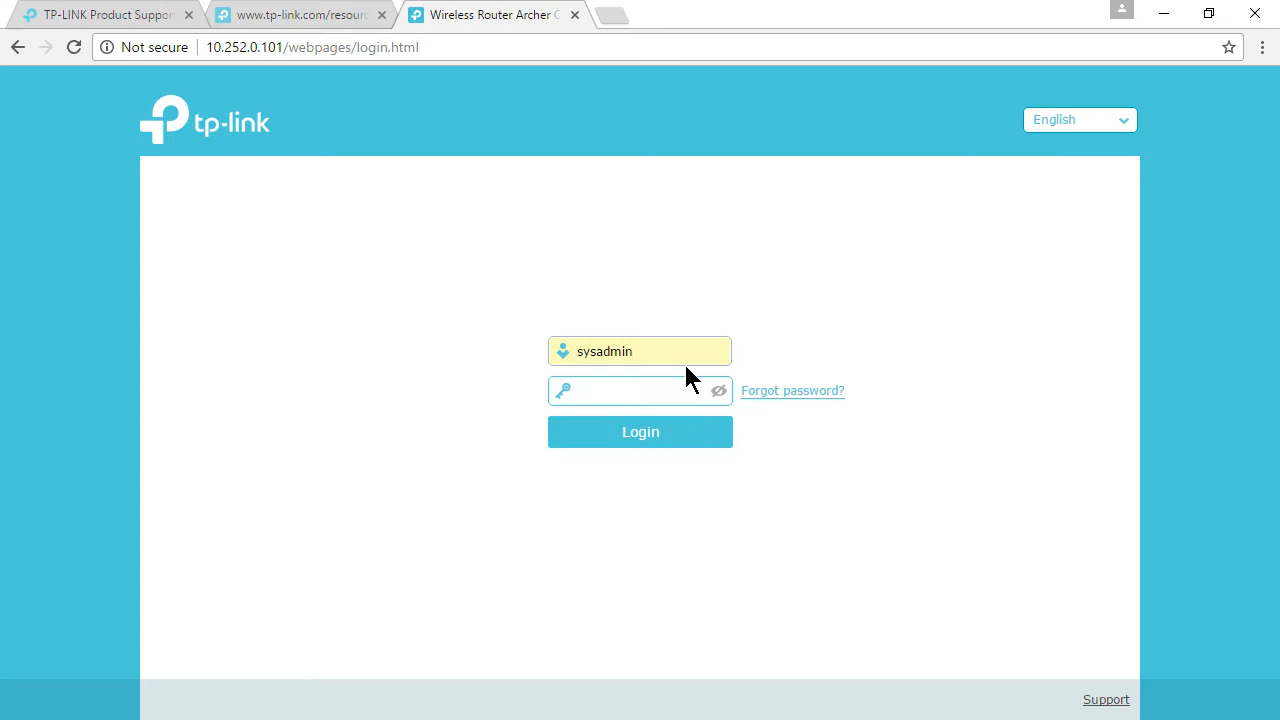 TP-LINK Product Support
www.tp-link.com/resour
Wireless Router Archer C
Not secure
10.252.0.101/webpages/login.html
tp-link
English
sysadmin
Forgot password?
Login
Support